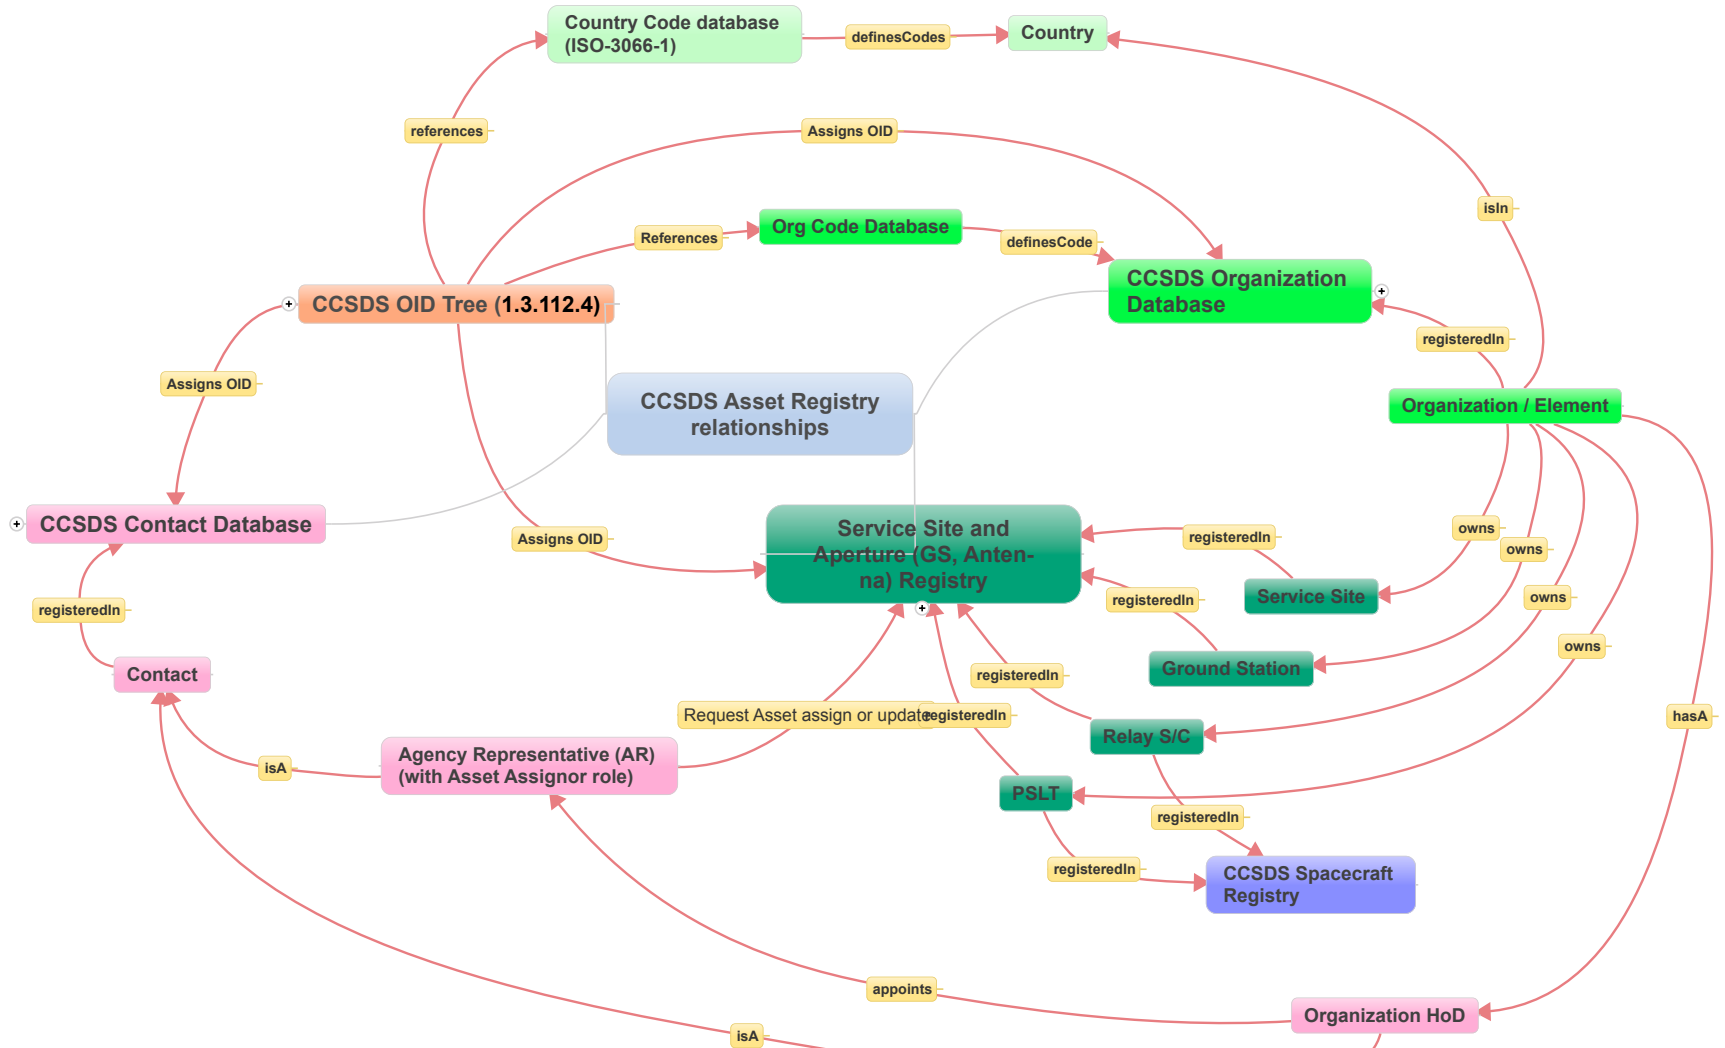 Country Code database
(ISO-3066-1)
definesCodes
Country
references
Assigns OID
isIn
References
Org Code Database
definesCode
CCSDS Organization
Database
CCSDS OID Tree (1.3.112.4)
registeredIn
Assigns OID
CCSDS Asset Registry
relationships
Organization / Element
CCSDS Contact Database
Assigns OID
Service Site and
Aperture (GS, Anten-
na) Registry
registeredIn
owns
owns
Service Site
owns
registeredIn
registeredIn
Contact
Ground Station
owns
registeredIn
Request Asset assign or update
registeredIn
hasA
Relay S/C
Agency Representative (AR)
(with Asset Assignor role)
isA
PSLT
registeredIn
registeredIn
CCSDS Spacecraft
Registry
appoints
Organization HoD
isA